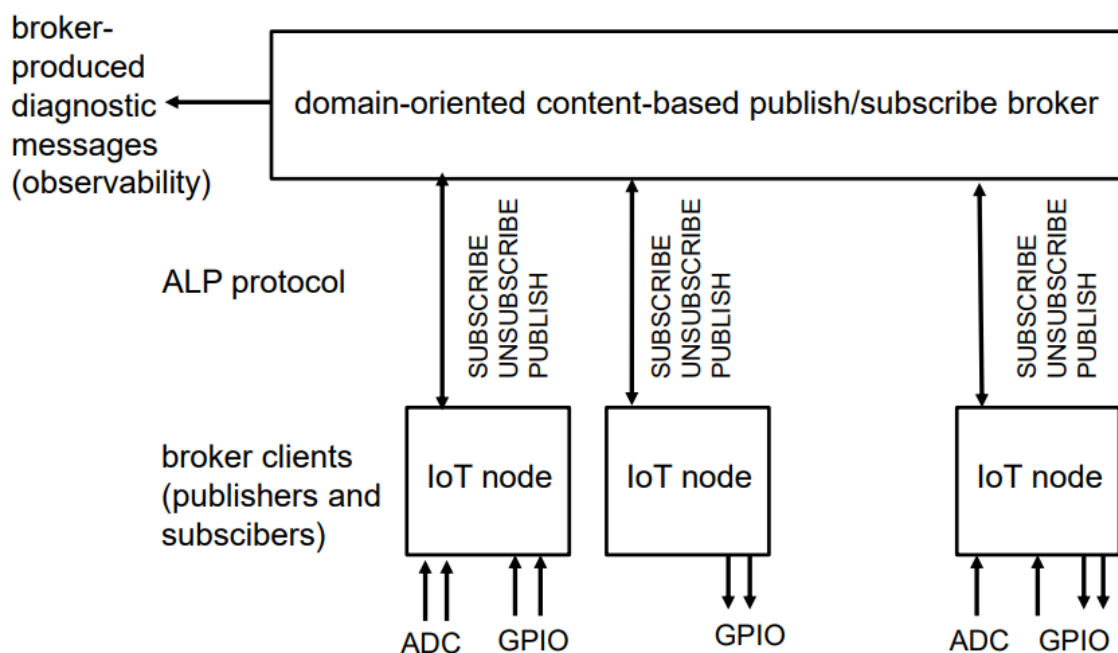 broker-
produced
diagnostic
messages
(observability)
domain-oriented content-based publish/subscribe broker
ALP protocol
SUBSCRIBE
UNSUBSCRIBE
PUBLISH
SUBSCRIBE
UNSUBSCRIBE
PUBLISH
SUBSCRIBE
UNSUBSCRIBE
PUBLISH
broker clients
(publishers and
subscibers)
IoT node
IoT node
IoT node
ADC
GPIO
GPIO
ADC
GPIO